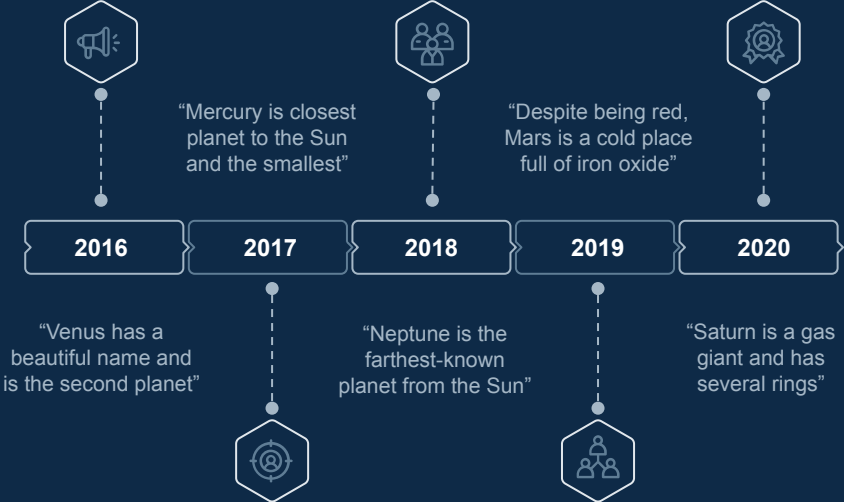 “Mercury is closest
planet to the Sun
and the smallest”
“Despite being red,
Mars is a cold place
full of iron oxide”
2016
2017
2018
2019
2020
“Venus has a
beautiful name and
is the second planet”
“Neptune is the
farthest-known
planet from the Sun”
“Saturn is a gas
giant and has
several rings”